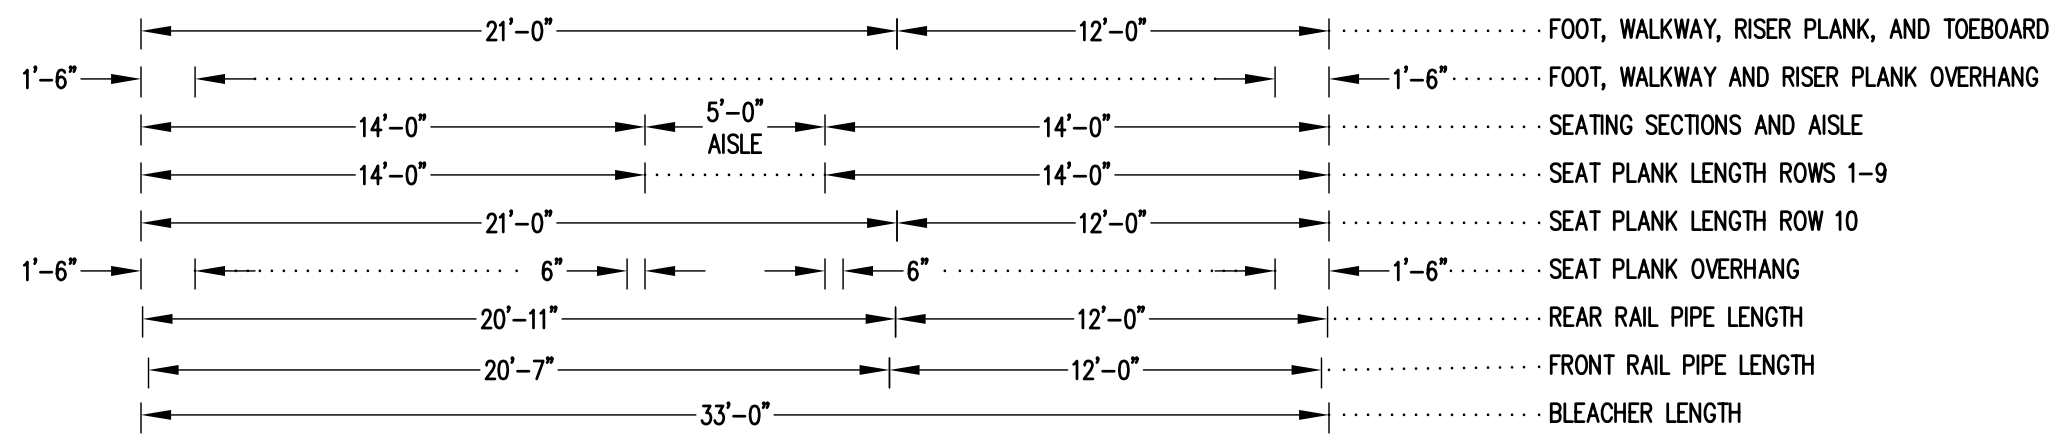 21'-0" 12'-0" FOOT, WALKWAY, RISER PLANK, AND TOEBOARD
1'-6" 1'-6" FOOT, WALKWAY AND RISER PLANK OVERHANG
14'-0" 5'-0" 14'-0" SEATING SECTIONS AND AISLE
AISLE
14'-0" 14'-0" SEAT PLANK LENGTH ROWS 1-9
21'-0" 12'-0" SEAT PLANK LENGTH ROW 10
1'-6" 6" 6" 1'-6" SEAT PLANK OVERHANG
20'-11" 12'-0" REAR RAIL PIPE LENGTH
20'-7" 12'-0" FRONT RAIL PIPE LENGTH
33'-0" BLEACHER LENGTH